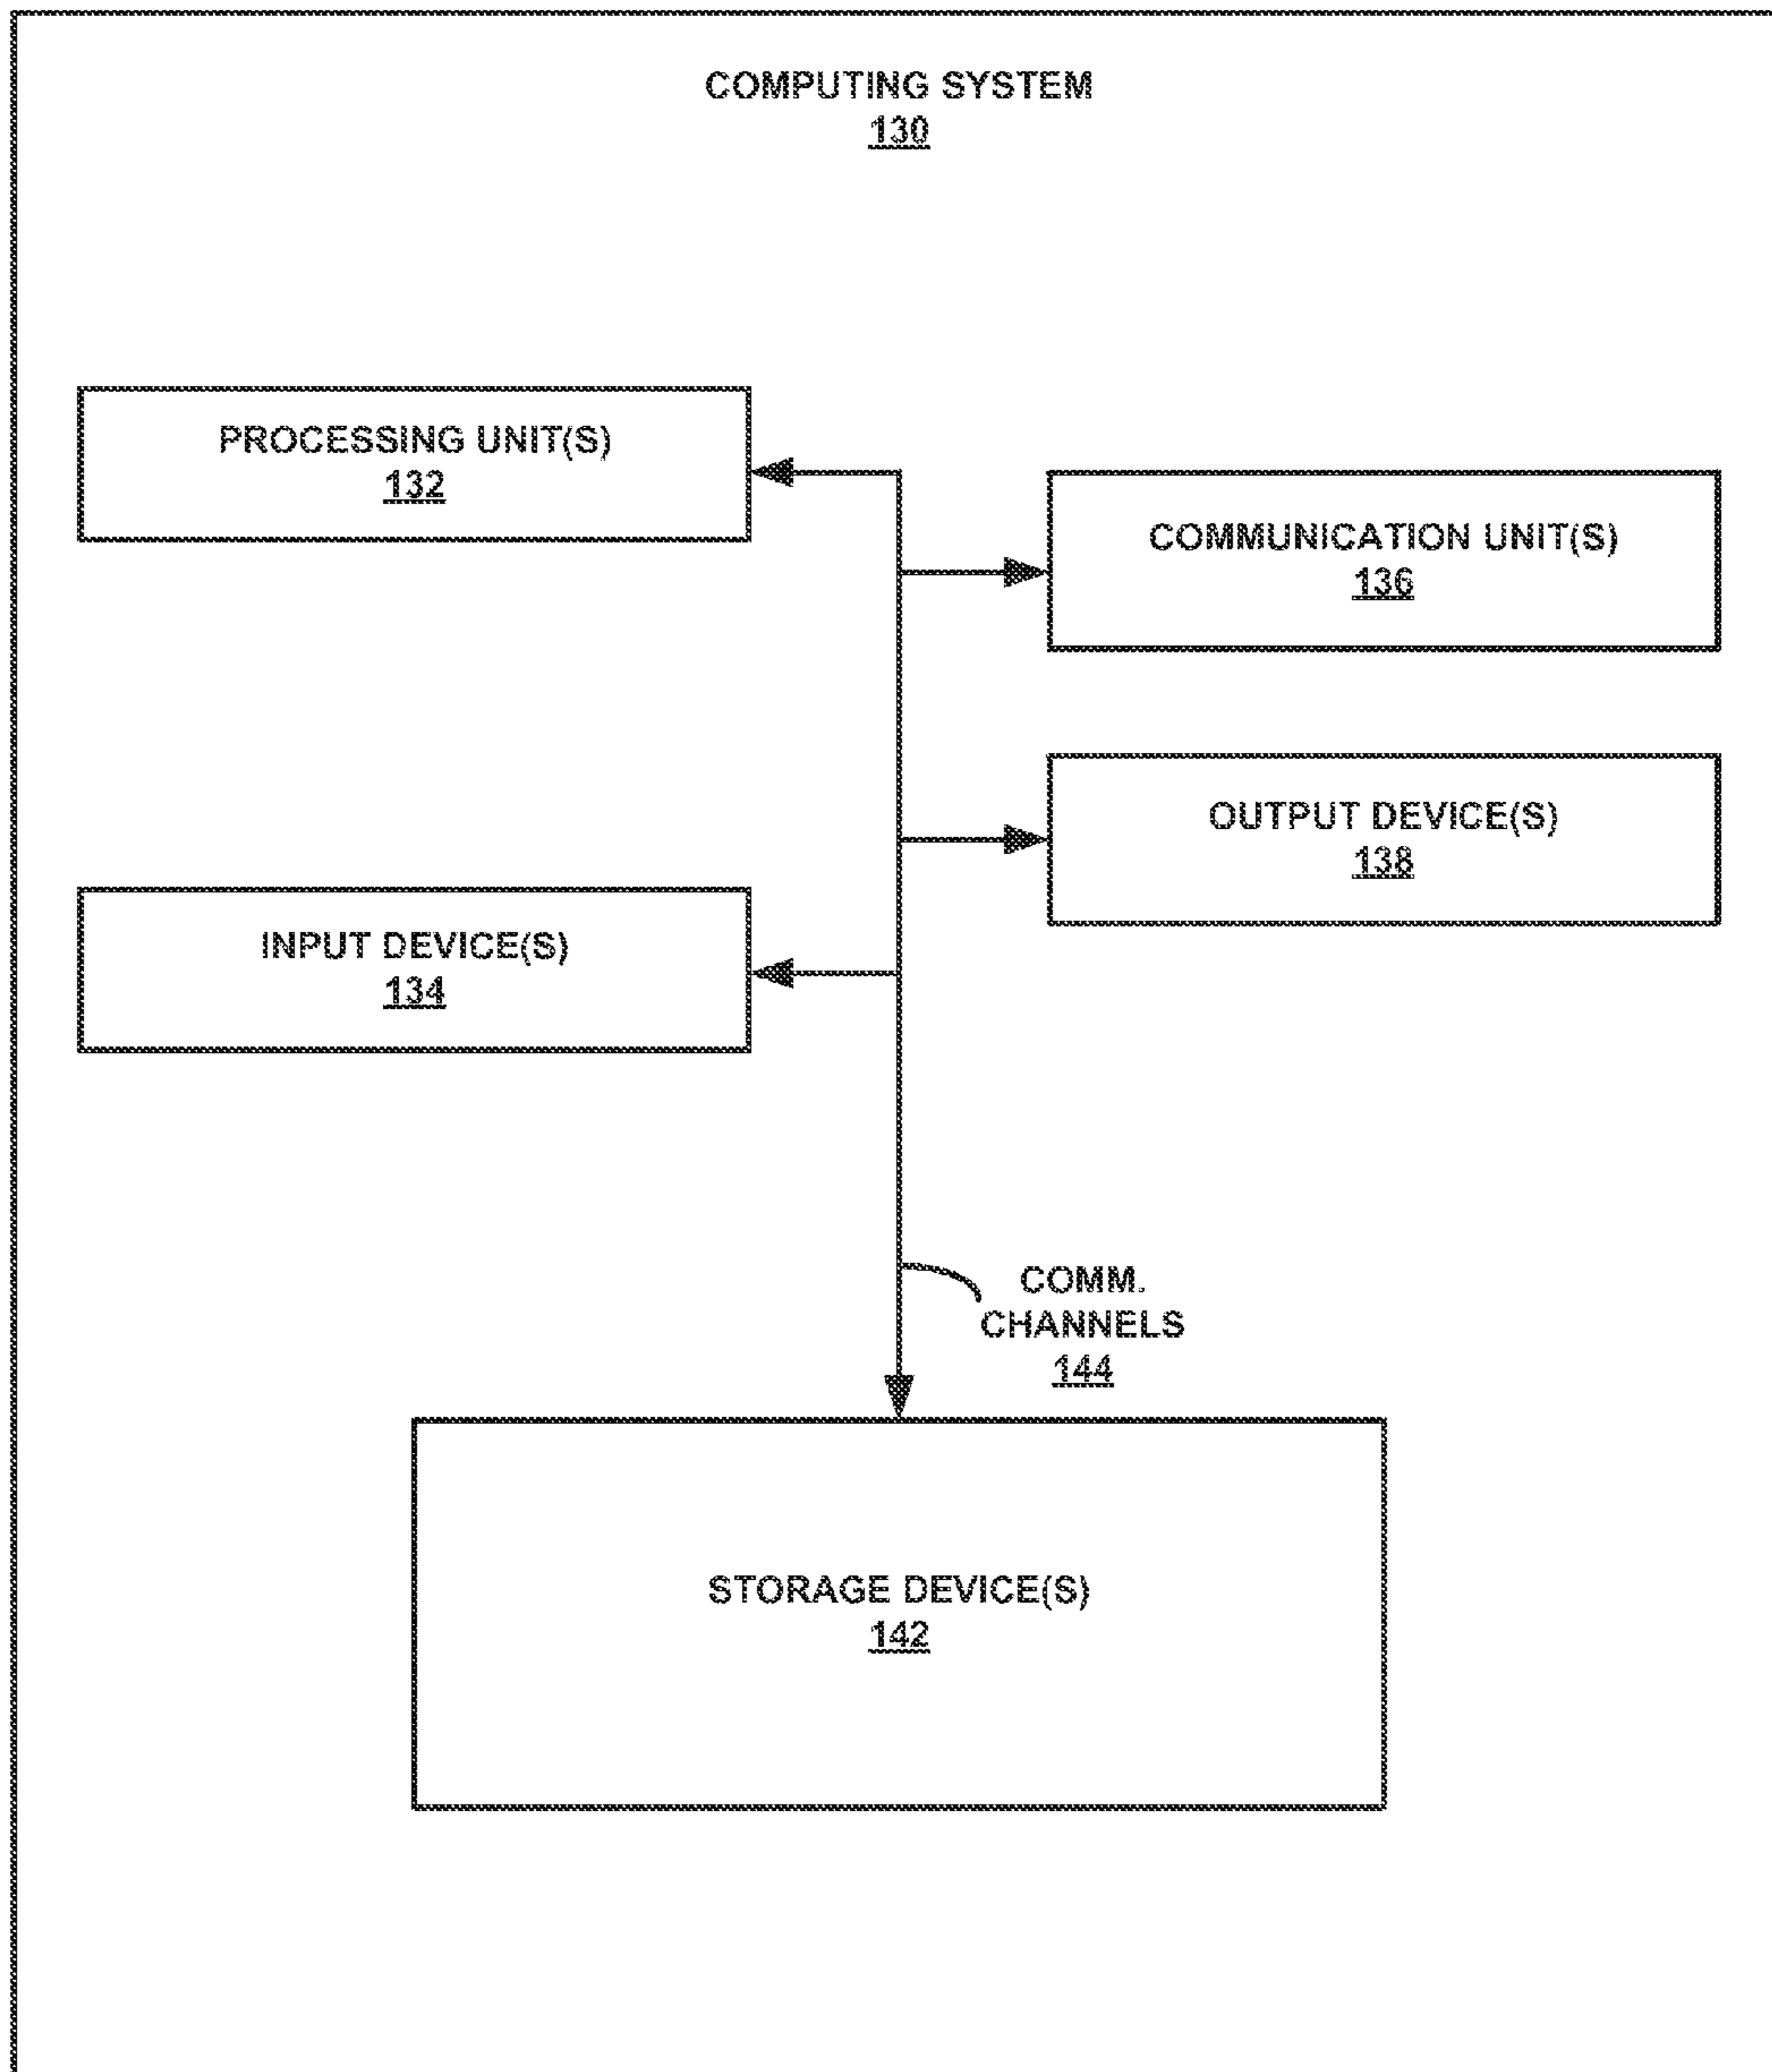 COMPUTING SYSTEM
130
PROCESSING UNIT(S)
132
COMMUNICATION UNIT(S)
136
OUTPUT DEVICE(S)
138
INPUT DEVICE(S)
134
COMM.
CHANNELS
144
STORAGE DEVICE(S)
142